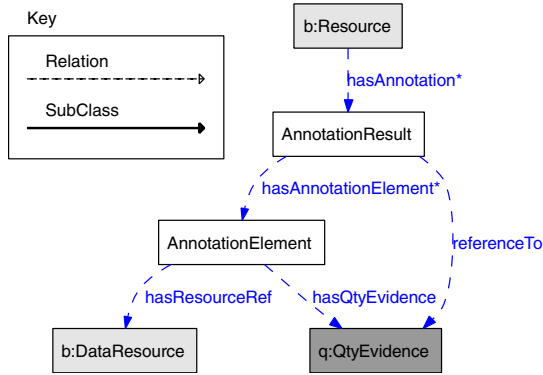 Key
Relation
SubClass
b:Resource
hasAnnotation*
AnnotationResult
hasAnnotationElement*
AnnotationElement
referenceTo
hasResourceRef
hasQtyEvidence
b:DataResource
q:QtyEvidence